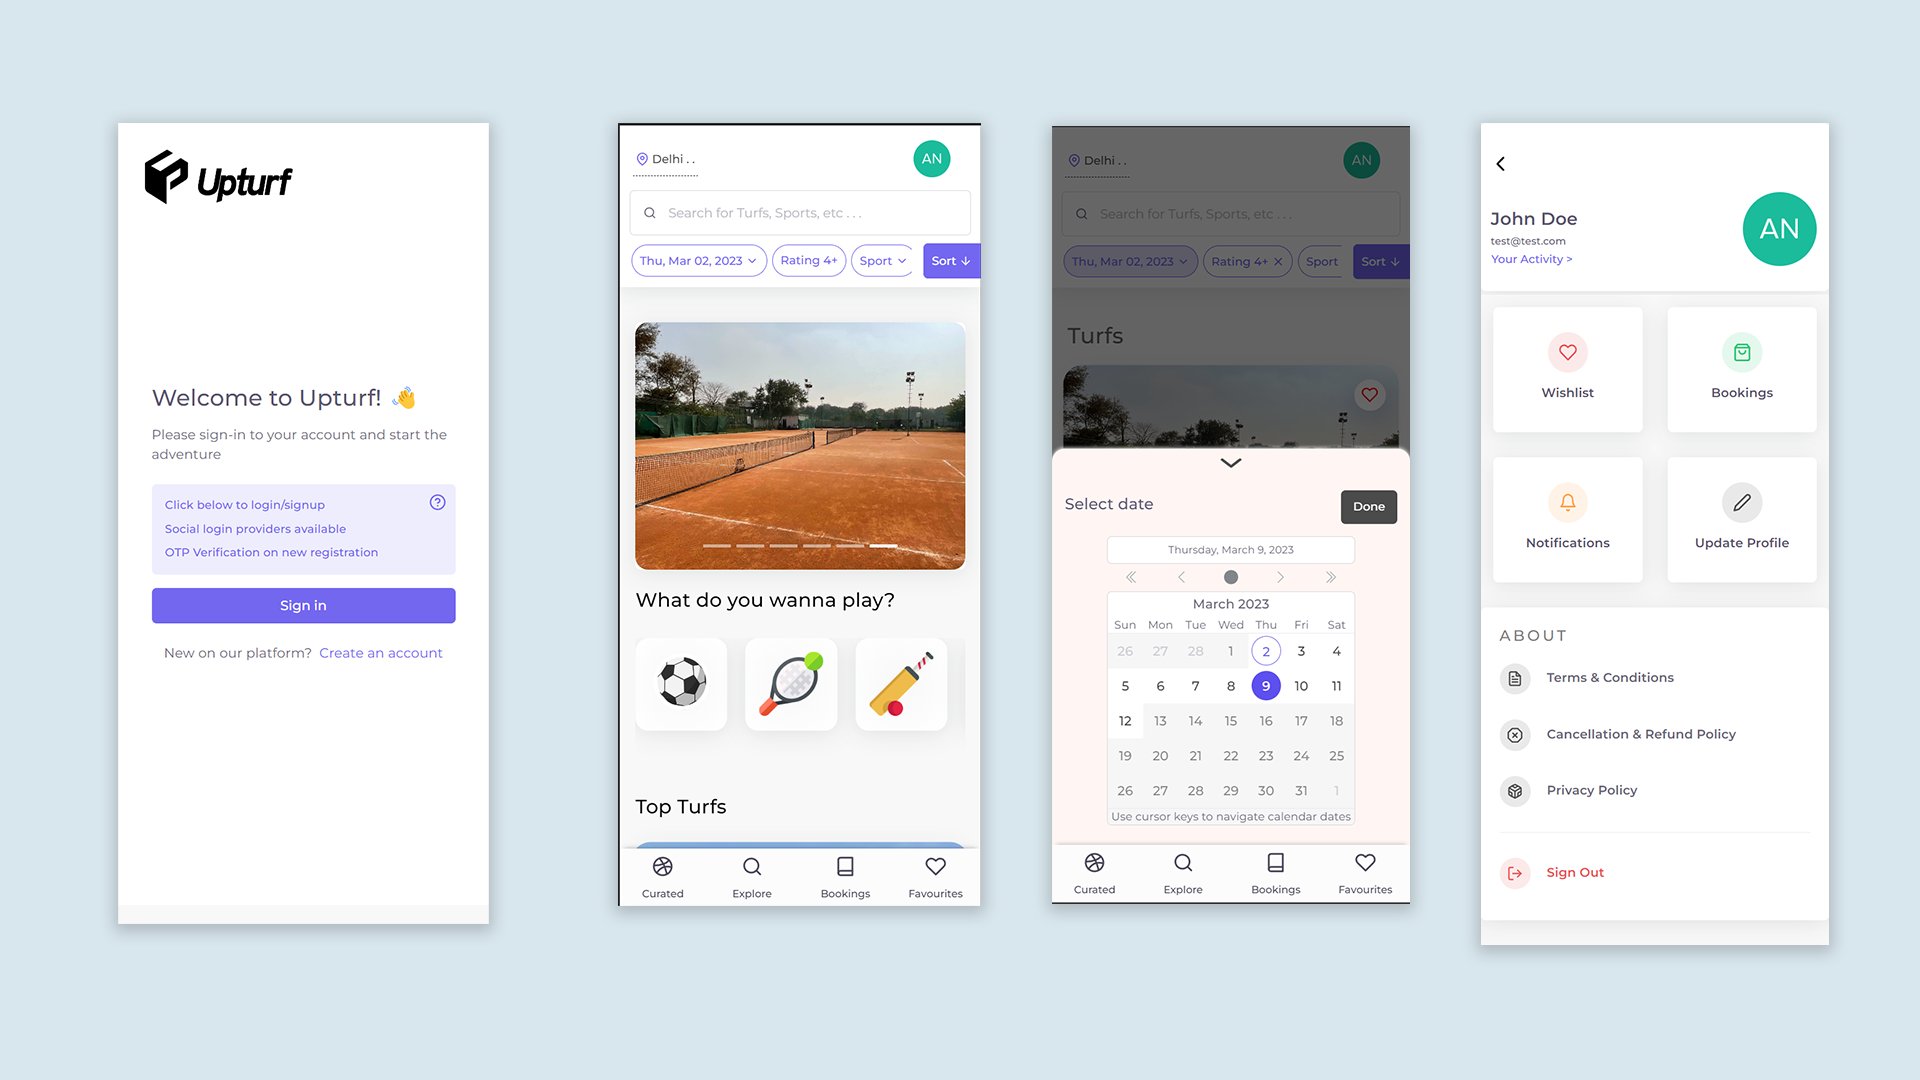 Upturf
Welcome to Upturf! 👋
Please sign-in to your account and start the
adventure
Click below to login/signup
Social login providers available
OTP Verification on new registration
Sign in
New on our platform? Create an account
Delhi . .
AN
Search for Turfs, Sports, etc . . .
Thu, Mar 02, 2023
Rating 4+
Sport
Sort ↓
What do you wanna play?
Top Turfs
Curated
Explore
Bookings
Favourites
Delhi . .
AN
Search for Turfs, Sports, etc . . .
Thu, Mar 02, 2023
Rating 4+ ×
Sport
Sort ↓
Turfs
Select date
Done
Thursday, March 9, 2023
March 2023
Sun Mon Tue Wed Thu Fri Sat
26 27 28 1 2 3 4
5 6 7 8 9 10 11
12 13 14 15 16 17 18
19 20 21 22 23 24 25
26 27 28 29 30 31 1
Use cursor keys to navigate calendar dates
Curated
Explore
Bookings
Favourites
John Doe
test@test.com
Your Activity >
AN
Wishlist
Bookings
Notifications
Update Profile
ABOUT
Terms & Conditions
Cancellation & Refund Policy
Privacy Policy
Sign Out